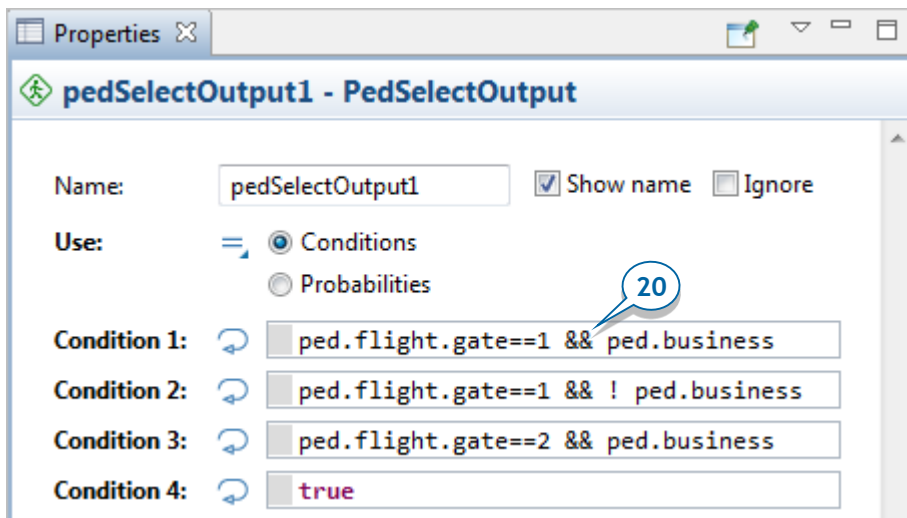 Properties
pedSelectOutput1 - PedSelectOutput
Name: pedSelectOutput1 Show name Ignore
Use: Conditions
Probabilities
20
Condition 1: ped.flight.gate==1 && ped.business
Condition 2: ped.flight.gate==1 && ! ped.business
Condition 3: ped.flight.gate==2 && ped.business
Condition 4: true